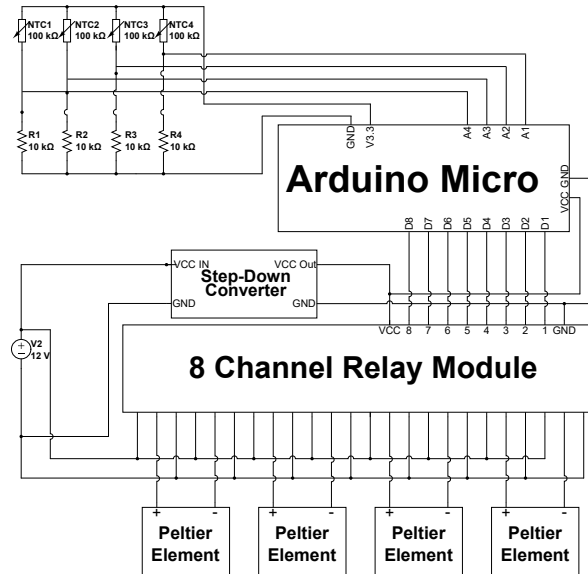 NTC1 NTC2 NTC3 NTC4
100 kΩ 100 kΩ 100 kΩ 100 kΩ
R1 R2 R3 R4
10 kΩ 10 kΩ 10 kΩ 10 kΩ
GND V3.3 A4 A3 A2 A1
Arduino Micro
VCC GND
D8 D7 D6 D5 D4 D3 D2 D1
VCC IN VCC Out
Step-Down
Converter
GND GND
V2
12 V
VCC 8 7 6 5 4 3 2 1 GND
8 Channel Relay Module
+ - + - + - + -
Peltier Peltier Peltier Peltier
Element Element Element Element